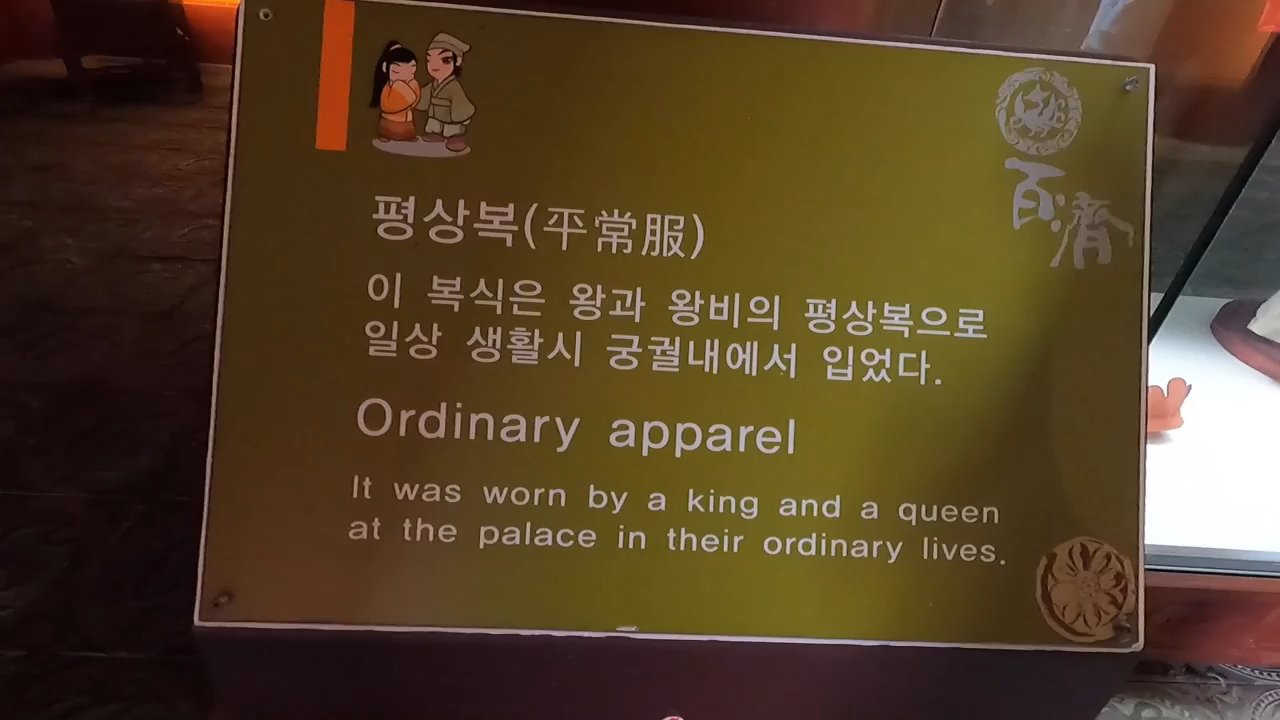 百濟
평상복(平常服)
이 복식은 왕과 왕비의 평상복으로
일상 생활시 궁궐내에서 입었다.
Ordinary apparel
It was worn by a king and a queen
at the palace in their ordinary lives.